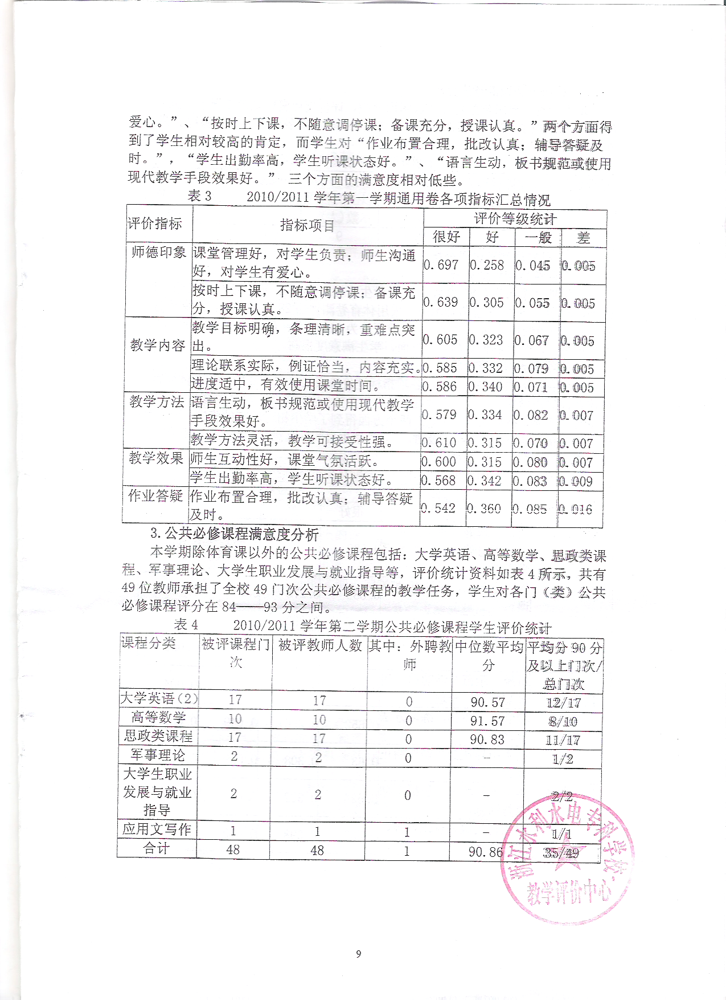 爱心。”、“按时上下课，不随意调停课；备课充分，授课认真。”两个方面得
到了学生相对较高的肯定，而学生对“作业布置合理，批改认真；辅导答疑及
时。”，“学生出勤率高，学生听课状态好。”、“语言生动，板书规范或使用
现代教学手段效果好。” 三个方面的满意度相对低些。
表 3 2010/2011 学年第一学期通用卷各项指标汇总情况
评价指标 指标项目 评价等级统计
很好 好 一般 差
师德印象 课堂管理好，对学生负责；师生沟通
好，对学生有爱心。 0.697 0.258 0.045 0.005
按时上下课，不随意调停课；备课充
分，授课认真。 0.639 0.305 0.055 0.005
教学内容 教学目标明确，条理清晰，重难点突
出。 0.605 0.323 0.067 0.005
理论联系实际，例证恰当，内容充实。 0.585 0.332 0.079 0.005
进度适中，有效使用课堂时间。 0.586 0.340 0.071 0.005
教学方法 语言生动，板书规范或使用现代教学
手段效果好。 0.579 0.334 0.082 0.007
教学方法灵活，教学可接受性强。 0.610 0.315 0.070 0.007
教学效果 师生互动性好，课堂气氛活跃。 0.600 0.315 0.080 0.007
学生出勤率高，学生听课状态好。 0.568 0.342 0.083 0.009
作业答疑 作业布置合理，批改认真；辅导答疑
及时。 0.542 0.360 0.085 0.016
3.公共必修课程满意度分析
本学期除体育课以外的公共必修课程包括：大学英语、高等数学、思政类课
程、军事理论、大学生职业发展与就业指导等，评价统计资料如表 4 所示，共有
49 位教师承担了全校 49 门次公共必修课程的教学任务，学生对各门（类）公共
必修课程评分在 84——93 分之间。
表 4 2010/2011 学年第二学期公共必修课程学生评价统计
课程分类 被评课程门 被评教师人数 其中：外聘教 中位数平均 平均分 90 分
次 师 分 及以上门次/
总门次
大学英语(2) 17 17 0 90.57 12/17
高等数学 10 10 0 91.57 8/10
思政类课程 17 17 0 90.83 11/17
军事理论 2 2 0 - 1/2
大学生职业
发展与就业 2 2 0 - 2/2
指导
应用文写作 1 1 1 - 1/1
合计 48 48 1 90.86 35/49
浙江水利水电专科学校
教学评价中心
9